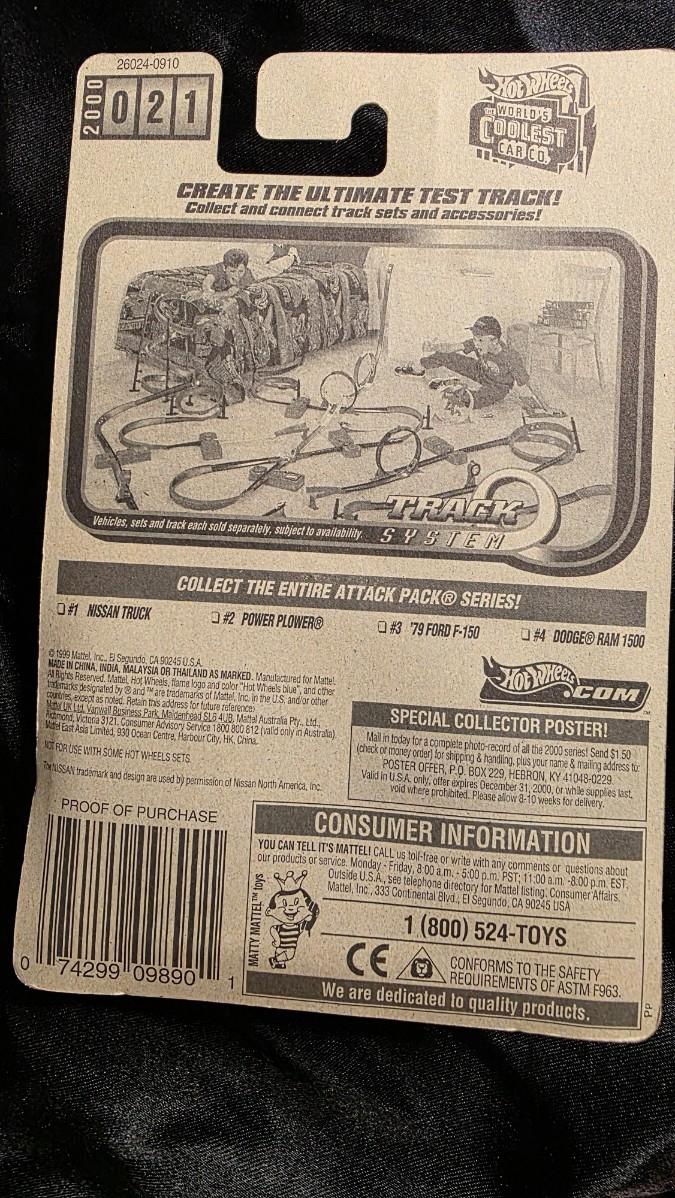 26024-0910
2000
021
HOT WHEELS
THE WORLD'S
COOLEST
CAR CO.
CREATE THE ULTIMATE TEST TRACK!
Collect and connect track sets and accessories!
Vehicles, sets and track each sold separately, subject to availability.
TRACK
SYSTEM
COLLECT THE ENTIRE ATTACK PACK® SERIES!
#1 NISSAN TRUCK
#2 POWER PLOWER®
#3 '79 FORD F-150
#4 DODGE® RAM 1500
© 1999 Mattel, Inc., El Segundo, CA 90245 U.S.A.
MADE IN CHINA, INDIA, MALAYSIA OR THAILAND AS MARKED. Manufactured for Mattel.
All Rights Reserved. Mattel, Hot Wheels, flame logo and color "Hot Wheels blue", and other
trademarks designated by ® and ™ are trademarks of Mattel, Inc. in the U.S. and/or other
countries, except as noted. Retain this address for future reference:
Mattel UK Ltd, Vanwall Business Park, Maidenhead SL6 4UB. Mattel Australia Pty., Ltd.,
Richmond, Victoria 3121. Consumer Advisory Service 1800 800 812 (valid only in Australia).
Mattel East Asia Limited, 930 Ocean Centre, Harbour City, HK, China.
NOT FOR USE WITH SOME HOT WHEELS SETS.
The NISSAN trademark and design are used by permission of Nissan North America, Inc.
HOT WHEELS.COM™
SPECIAL COLLECTOR POSTER!
Mail in today for a complete photo-record of all the 2000 series! Send $1.50
(check or money order) for shipping & handling, plus your name & mailing address to:
POSTER OFFER, P.O. BOX 229, HEBRON, KY 41048-0229.
Valid in U.S.A. only, offer expires December 31, 2000, or while supplies last,
void where prohibited. Please allow 8-10 weeks for delivery.
PROOF OF PURCHASE
0 74299 09890 1
CONSUMER INFORMATION
YOU CAN TELL IT'S MATTEL! CALL us toll-free or write with any comments or questions about
our products or service. Monday - Friday, 8:00 a.m. - 5:00 p.m. PST; 11:00 a.m. -8:00 p.m. EST.
Outside U.S.A., see telephone directory for Mattel listing. Consumer Affairs,
Mattel, Inc., 333 Continental Blvd., El Segundo, CA 90245 USA
MATTY MATTEL™ toys
1 (800) 524-TOYS
CE
CONFORMS TO THE SAFETY
REQUIREMENTS OF ASTM F963.
We are dedicated to quality products.
PP